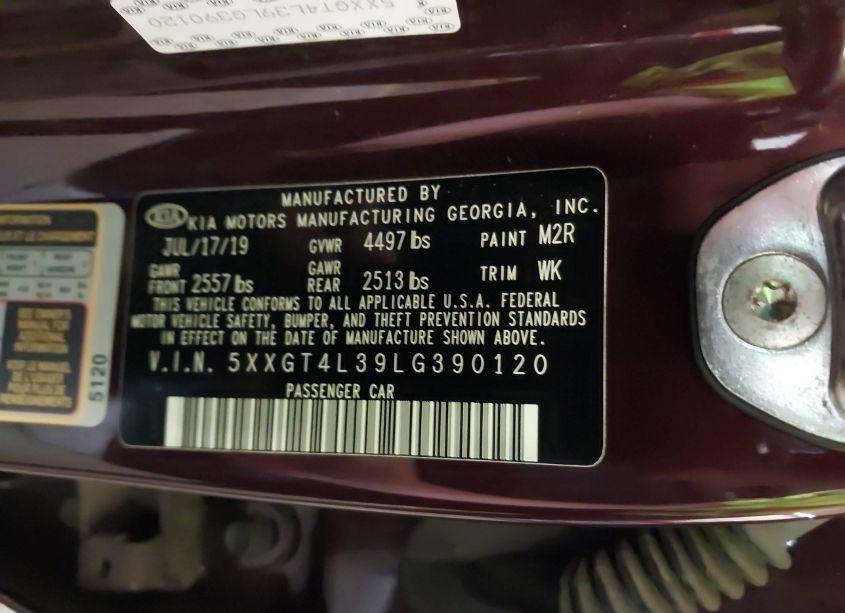 5XXGT4L39LG390120
KIA
MANUFACTURED BY
KIA MOTORS MANUFACTURING GEORGIA, INC.
JUL/17/19 GVWR 4497 lbs PAINT M2R
GAWR FRONT 2557 lbs GAWR REAR 2513 lbs TRIM WK
THIS VEHICLE CONFORMS TO ALL APPLICABLE U.S.A. FEDERAL
MOTOR VEHICLE SAFETY, BUMPER, AND THEFT PREVENTION STANDARDS
IN EFFECT ON THE DATE OF MANUFACTURE SHOWN ABOVE.
V.I.N. 5XXGT4L39LG390120
PASSENGER CAR
5120